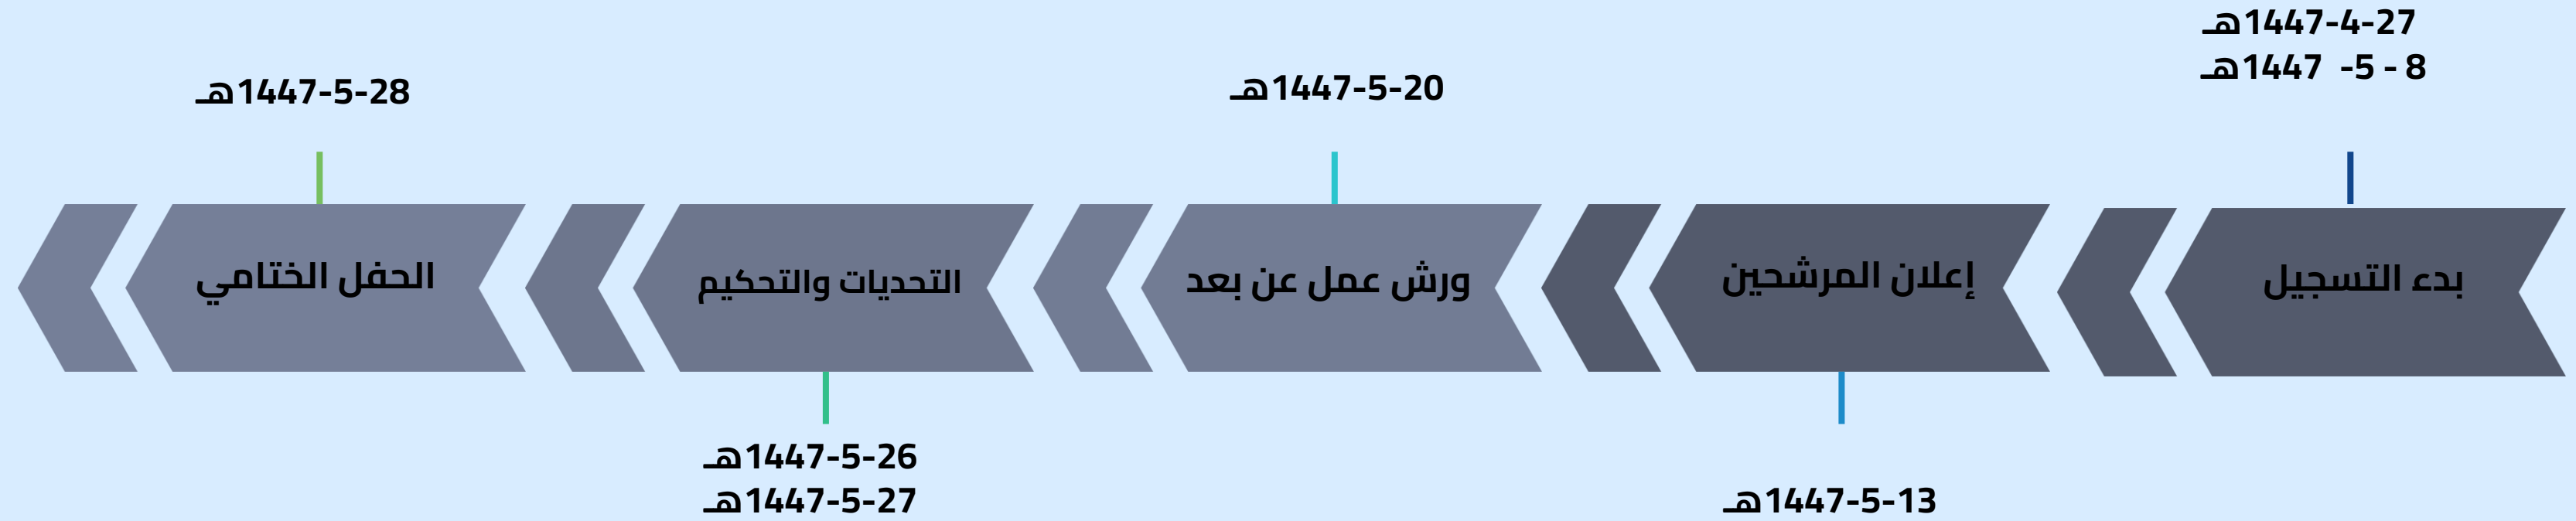 27-4-1447هـ
8 - 5- 1447هـ
بدء التسجيل
إعلان المرشحين
13-5-1447هـ
20-5-1447هـ
ورش عمل عن بعد
التحديات والتحكيم
26-5-1447هـ
27-5-1447هـ
28-5-1447هـ
الحفل الختامي